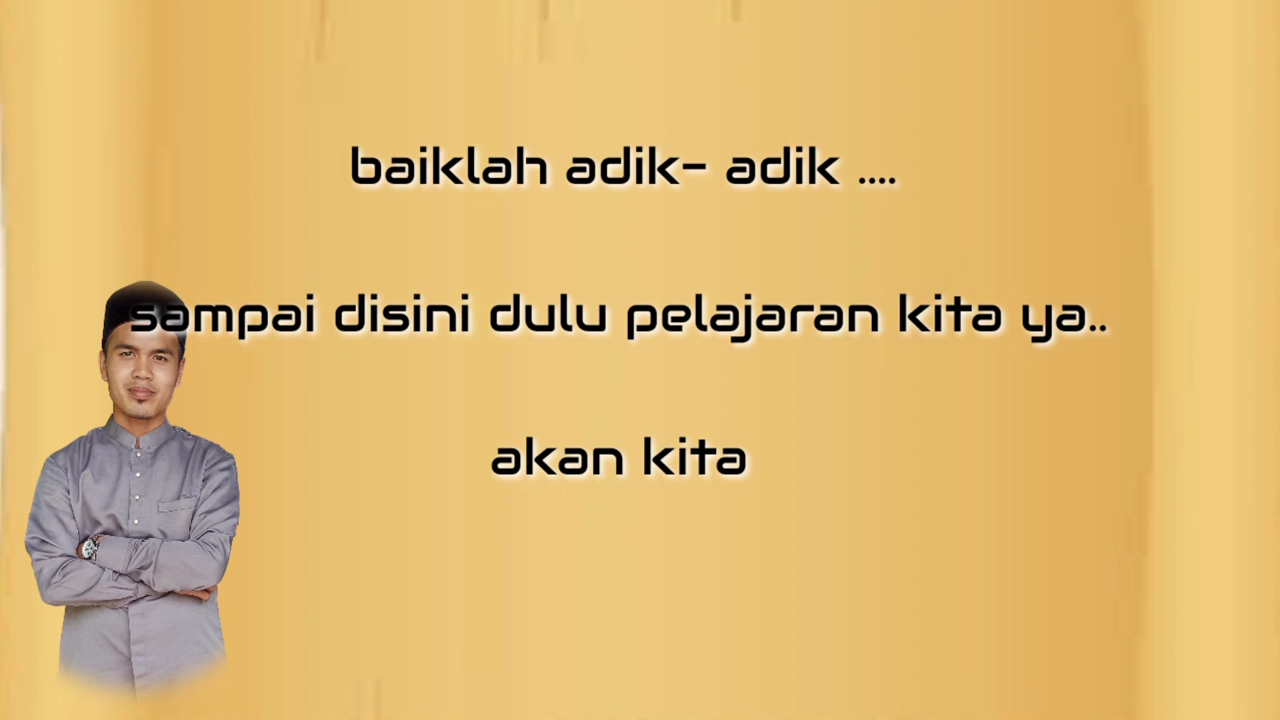 baiklah adik- adik ....
sampai disini dulu pelajaran kita ya..
akan kita